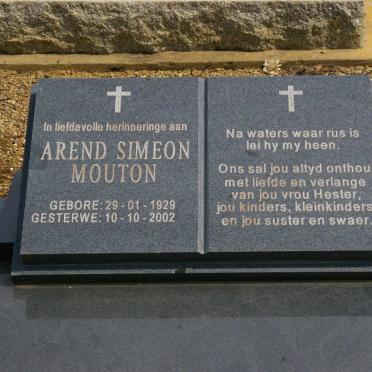 In liefdevolle herinneringe aan
AREND SIMEON
MOUTON
GEBORE: 29-01-1929
GESTERWE: 10-10-2002
Na waters waar rus is
lei hy my heen.
Ons sal jou altyd onthou
met liefde en verlange
van jou vrou Hester,
jou kinders, kleinkinders
en jou suster en swaer.